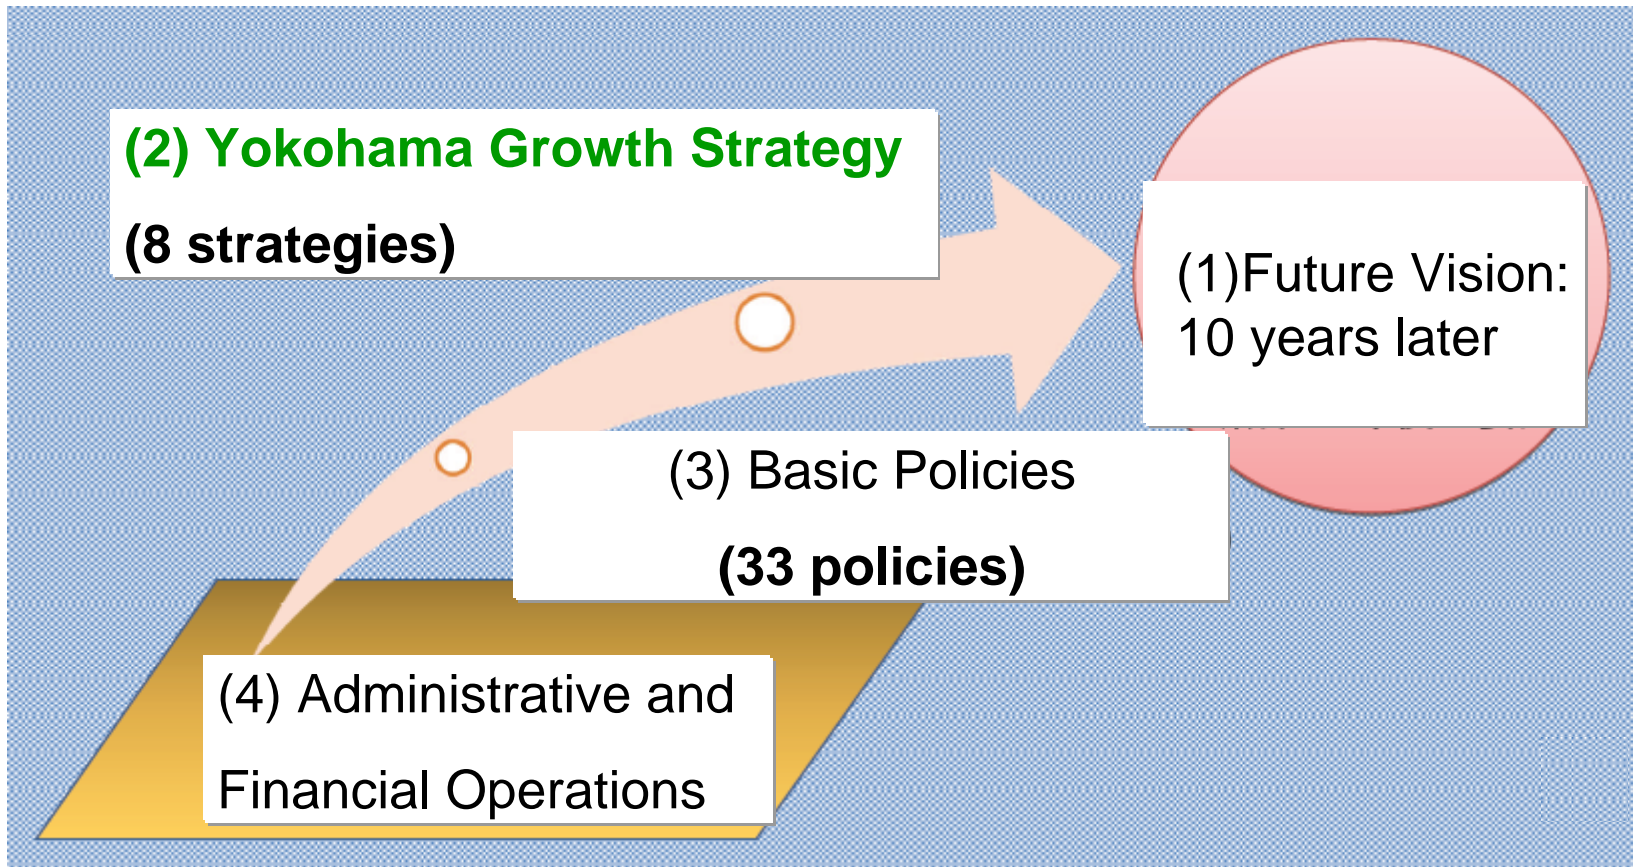 (2) Yokohama Growth Strategy
(8 strategies)
(1)Future Vision:
10 years later
(3) Basic Policies
(33 policies)
(4) Administrative and
Financial Operations